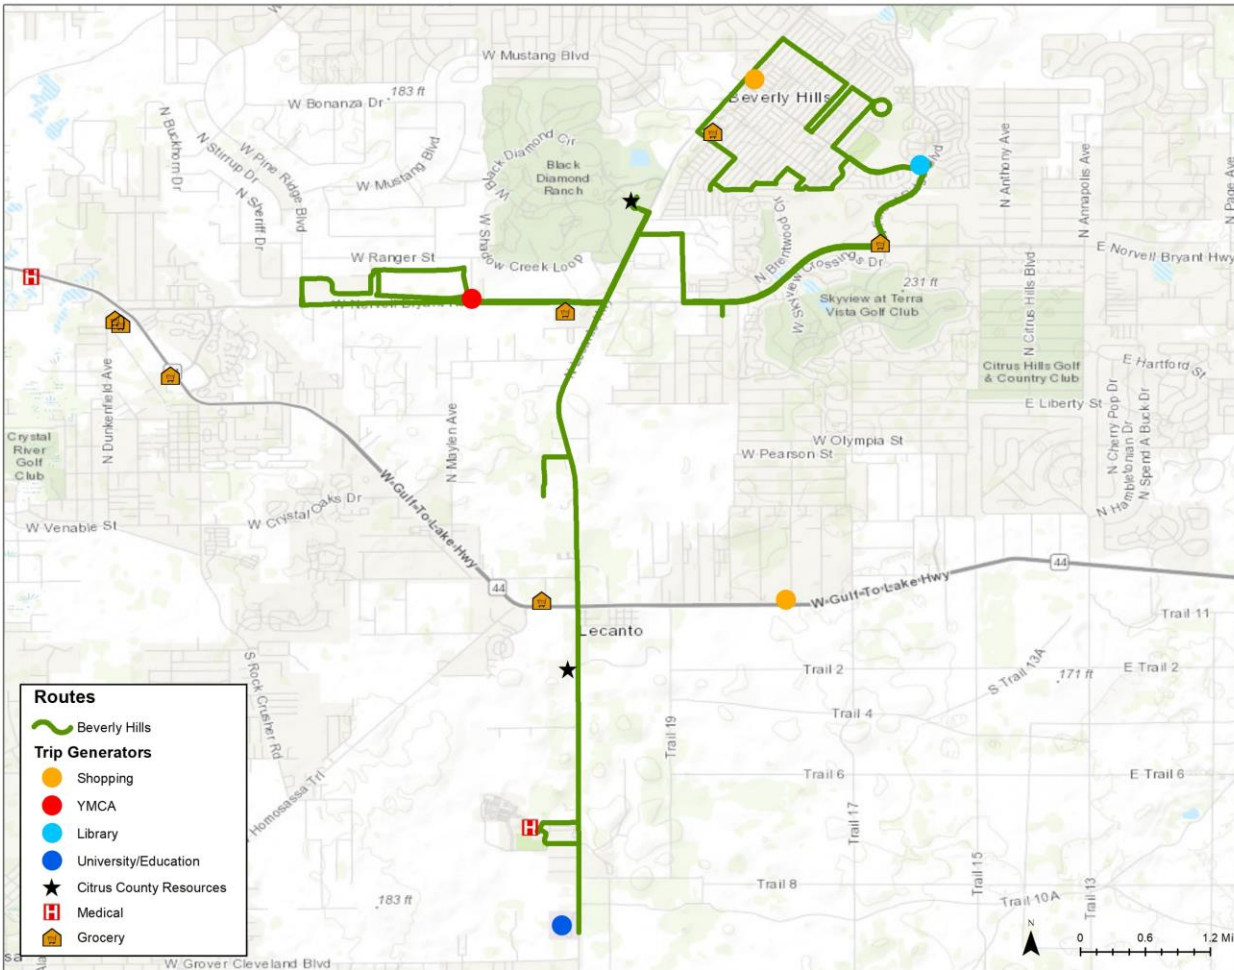 W Mustang Blvd
183 ft
W Bonanza Dr
Beverly Hills
N Buckhorn Dr
N Stirrup Dr
W Pine Ridge Blvd
W Mustang Blvd
W Black Diamond Cir
Black
Diamond
Ranch
N Anthony Ave
N Annapolis Ave
N Page Ave
N Sheriff Dr
W Shadow Creek Loop
N Brentwood Cir
W Ranger St
E Norvell Bryant Hwy
H
W Skyview Crossings Dr
231 ft
Skyview at Terra
Vista Golf Club
N Citrus Hills Blvd
Citrus Hills Golf
& Country Club
E Hartford St
E Liberty St
N Dunkenfield Ave
N Maylen Ave
N Cherry Pop Dr
N Hambletonian Dr
N Spend A Buck Dr
Crystal
River
Golf
Club
W Olympia St
W Pearson St
W Crystal Oaks Dr
W Venable St
W Gulf To Lake Hwy
44
W Gulf To Lake Hwy
44
Lecanto
Trail 11
Trail 2
S Trail 13A
171 ft
E Trail 2
S Rock Crusher Rd
Trail 19
Trail 4
Trail 6
E Trail 6
Homosassa Trl
H
Trail 17
Trail 15
Trail 13
Trail 8
Trail 10A
183 ft
W Grover Cleveland Blvd
Routes
Beverly Hills
Trip Generators
Shopping
YMCA
Library
University/Education
Citrus County Resources
H Medical
Grocery
N
0 0.6 1.2 Mi